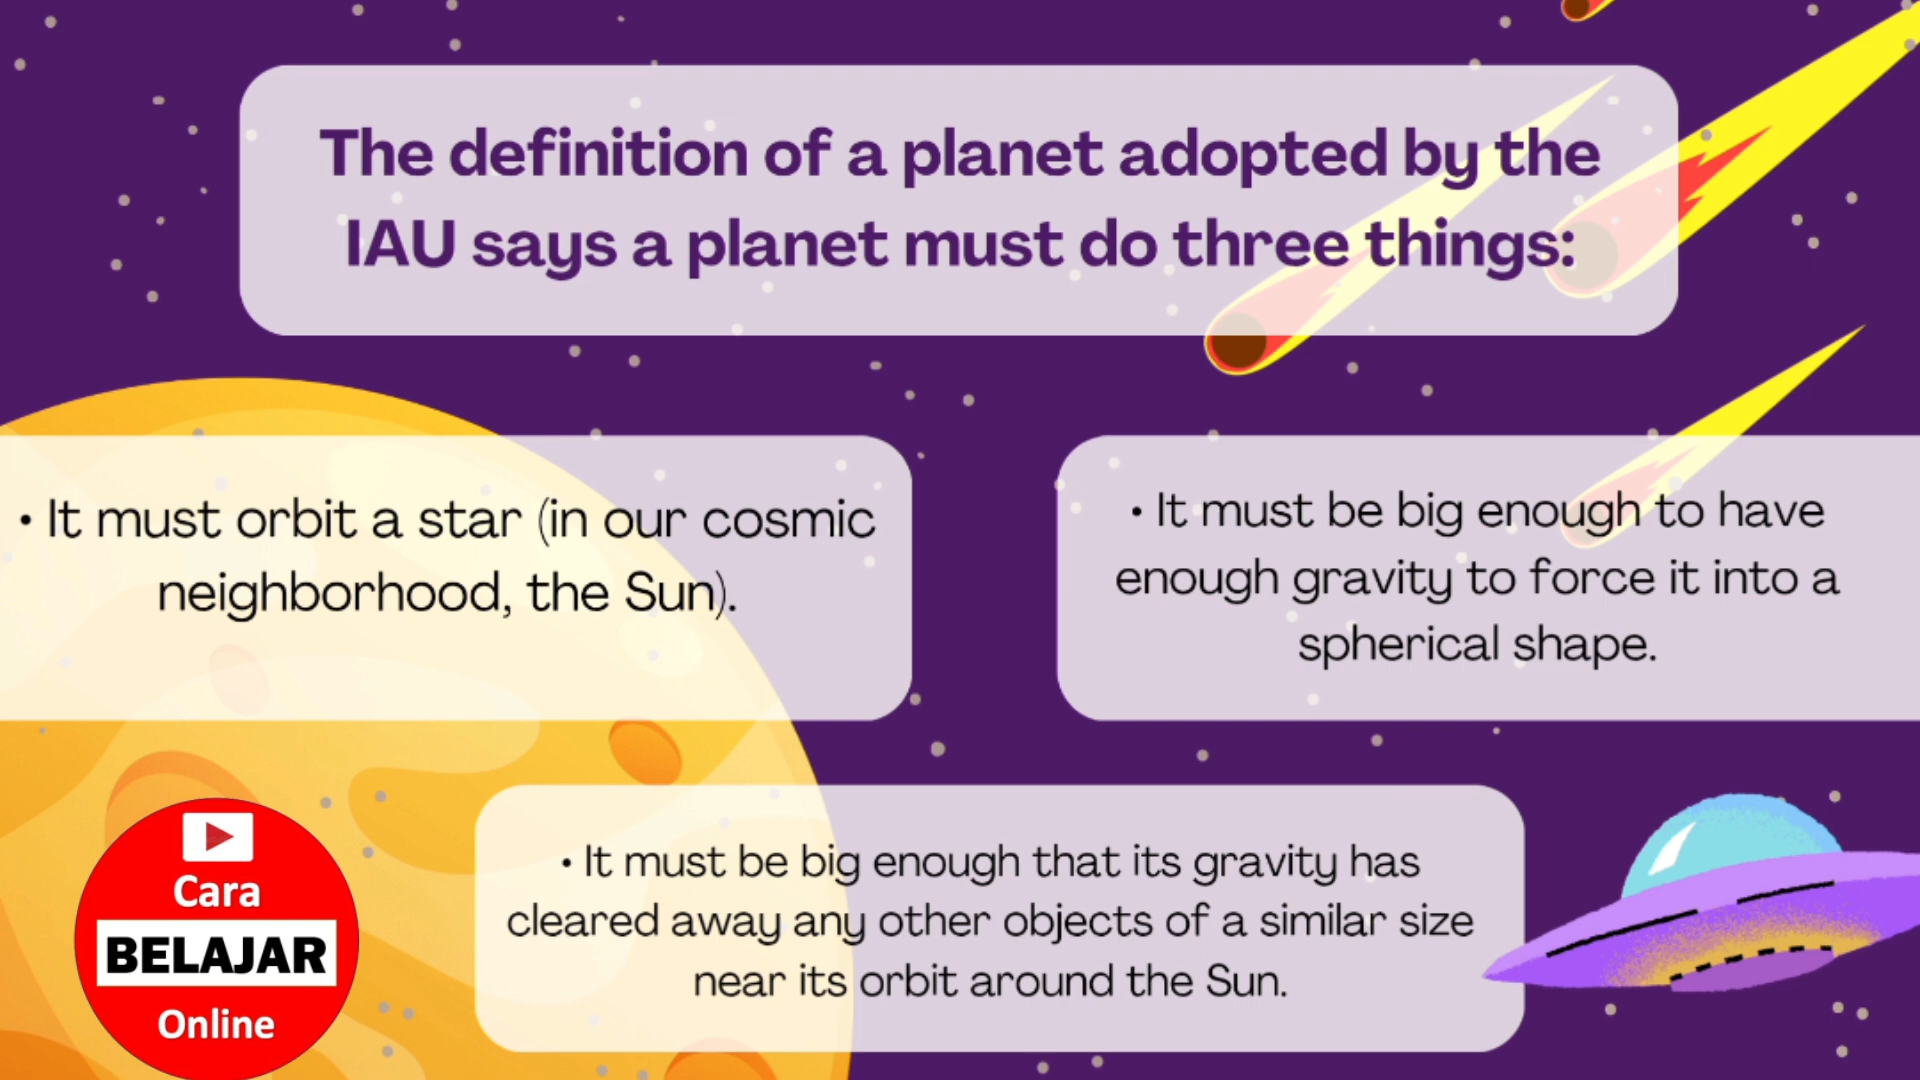 The definition of a planet adopted by the
IAU says a planet must do three things:
• It must orbit a star (in our cosmic
neighborhood, the Sun).
• It must be big enough to have
enough gravity to force it into a
spherical shape.
• It must be big enough that its gravity has
cleared away any other objects of a similar size
near its orbit around the Sun.
Cara
BELAJAR
Online